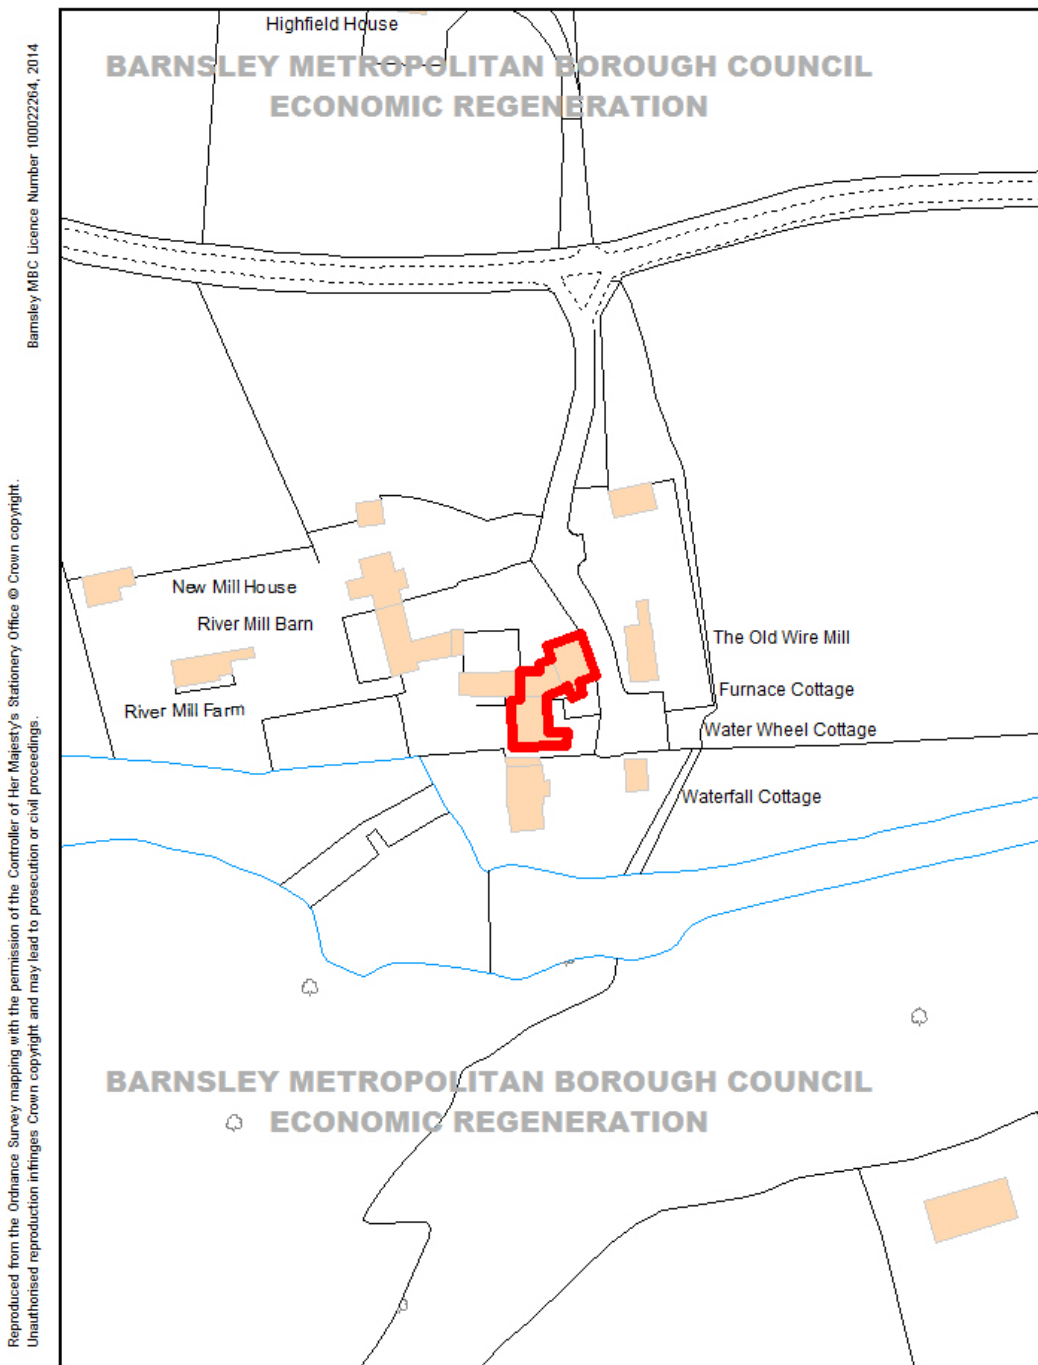 Highfield House
BARNSLEY METROPOLITAN BOROUGH COUNCIL
ECONOMIC REGENERATION
New Mill House
River Mill Barn
The Old Wire Mill
Furnace Cottage
River Mill Farm
Water Wheel Cottage
Waterfall Cottage
BARNSLEY METROPOLITAN BOROUGH COUNCIL
ECONOMIC REGENERATION
Reproduced from the Ordnance Survey mapping with the permission of the Controller of Her Majesty's Stationery Office © Crown copyright.
Unauthorised reproduction infringes Crown copyright and may lead to prosecution or civil proceedings.
Barnsley MBC Licence Number 100022264, 2014